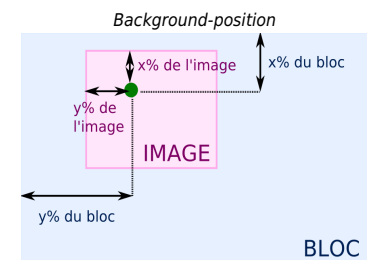 Background-position
x% de l'image
x% du bloc
y% de
l'image
IMAGE
y% du bloc
BLOC